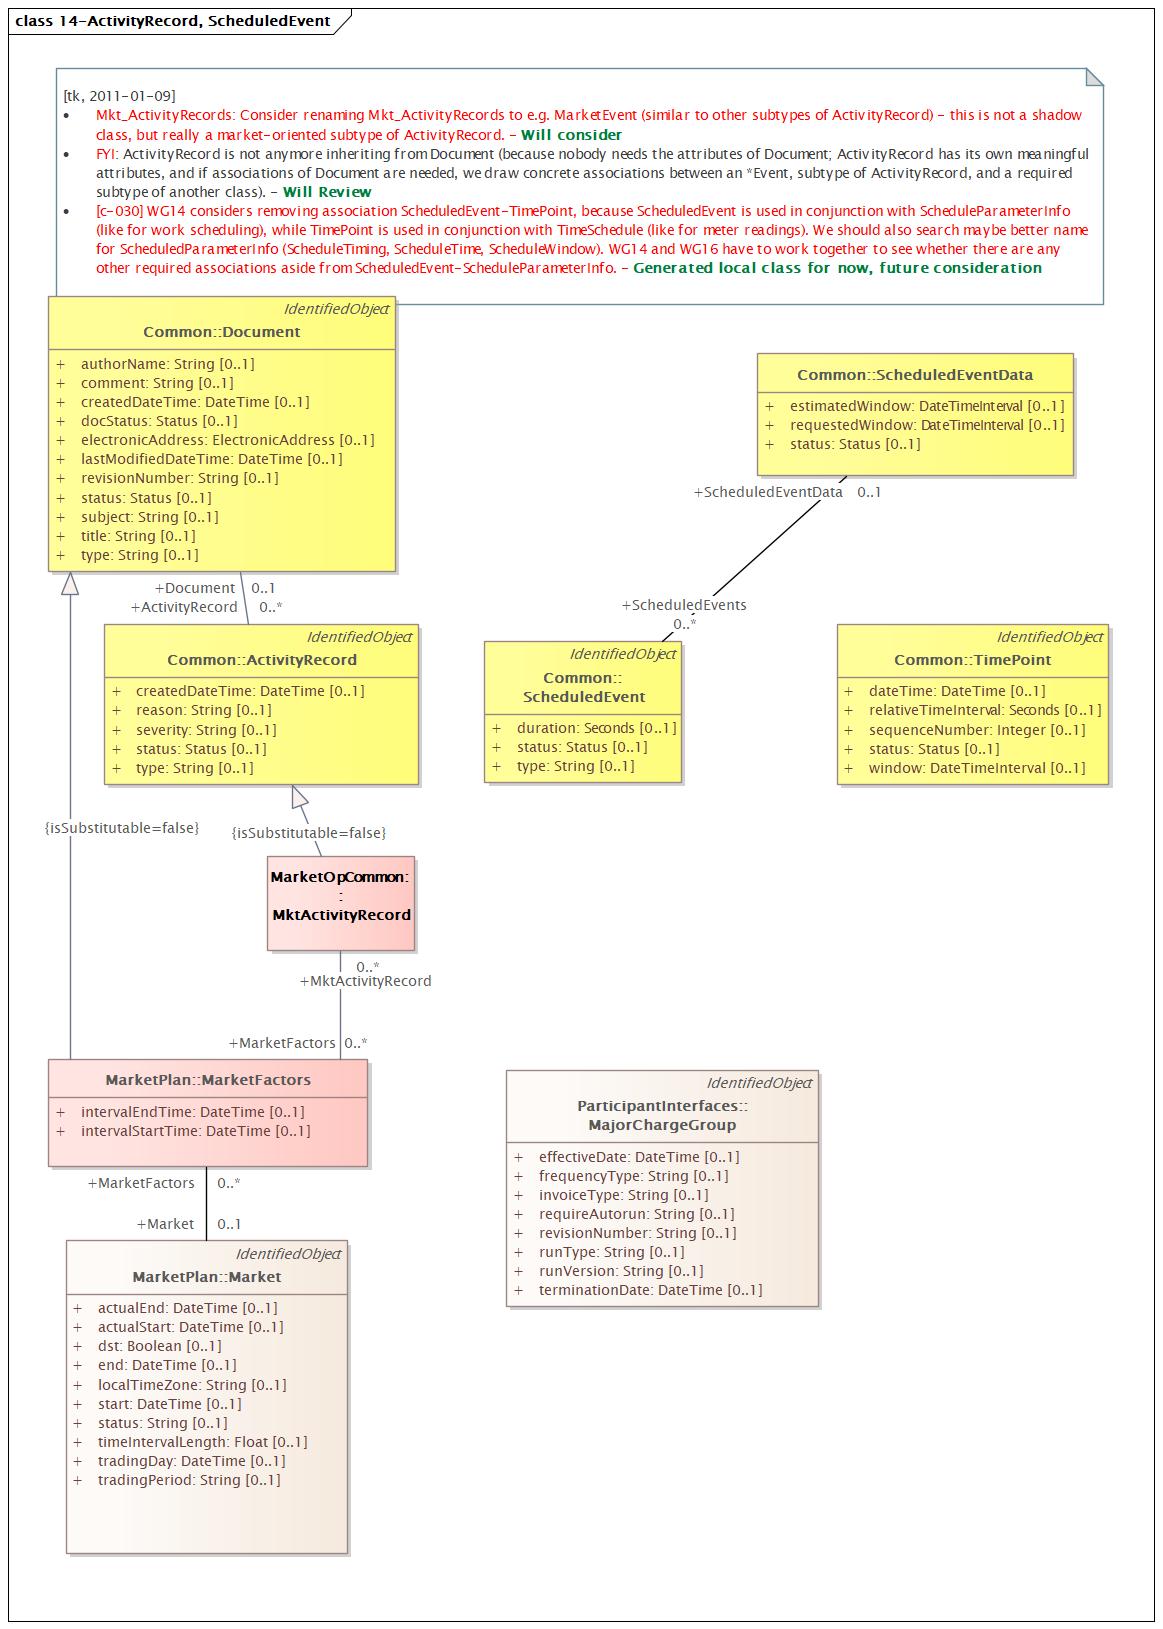 class 14-ActivityRecord, ScheduledEvent
[tk, 2011-01-09]
• Mkt_ActivityRecords: Consider renaming Mkt_ActivityRecords to e.g. MarketEvent (similar to other subtypes of ActivityRecord) - this is not a shadow
class, but really a market-oriented subtype of ActivityRecord. - Will consider
• FYI: ActivityRecord is not anymore inheriting from Document (because nobody needs the attributes of Document; ActivityRecord has its own meaningful
attributes, and if associations of Document are needed, we draw concrete associations between an *Event, subtype of ActivityRecord, and a required
subtype of another class). - Will Review
• [c-030] WG14 considers removing association ScheduledEvent-TimePoint, because ScheduledEvent is used in conjunction with ScheduleParameterInfo
(like for work scheduling), while TimePoint is used in conjunction with TimeSchedule (like for meter readings). We should also search maybe better name
for ScheduledParameterInfo (ScheduleTiming, ScheduleTime, ScheduleWindow). WG14 and WG16 have to work together to see whether there are any
other required associations aside from ScheduledEvent-ScheduleParameterInfo. - Generated local class for now, future consideration
IdentifiedObject
Common::Document
+ authorName: String [0..1]
+ comment: String [0..1]
+ createdDateTime: DateTime [0..1]
+ docStatus: Status [0..1]
+ electronicAddress: ElectronicAddress [0..1]
+ lastModifiedDateTime: DateTime [0..1]
+ revisionNumber: String [0..1]
+ status: Status [0..1]
+ subject: String [0..1]
+ title: String [0..1]
+ type: String [0..1]
Common::ScheduledEventData
+ estimatedWindow: DateTimeInterval [0..1]
+ requestedWindow: DateTimeInterval [0..1]
+ status: Status [0..1]
+ScheduledEventData 0..1
+Document 0..1
+ActivityRecord 0..*
+ScheduledEvents
0..*
IdentifiedObject
Common::ActivityRecord
+ createdDateTime: DateTime [0..1]
+ reason: String [0..1]
+ severity: String [0..1]
+ status: Status [0..1]
+ type: String [0..1]
IdentifiedObject
Common::
ScheduledEvent
+ duration: Seconds [0..1]
+ status: Status [0..1]
+ type: String [0..1]
IdentifiedObject
Common::TimePoint
+ dateTime: DateTime [0..1]
+ relativeTimeInterval: Seconds [0..1]
+ sequenceNumber: Integer [0..1]
+ status: Status [0..1]
+ window: DateTimeInterval [0..1]
{isSubstitutable=false}
{isSubstitutable=false}
MarketOpCommon:
:
MktActivityRecord
0..*
+MktActivityRecord
+MarketFactors 0..*
MarketPlan::MarketFactors
+ intervalEndTime: DateTime [0..1]
+ intervalStartTime: DateTime [0..1]
+MarketFactors 0..*
+Market 0..1
IdentifiedObject
ParticipantInterfaces::
MajorChargeGroup
+ effectiveDate: DateTime [0..1]
+ frequencyType: String [0..1]
+ invoiceType: String [0..1]
+ requireAutorun: String [0..1]
+ revisionNumber: String [0..1]
+ runType: String [0..1]
+ runVersion: String [0..1]
+ terminationDate: DateTime [0..1]
IdentifiedObject
MarketPlan::Market
+ actualEnd: DateTime [0..1]
+ actualStart: DateTime [0..1]
+ dst: Boolean [0..1]
+ end: DateTime [0..1]
+ localTimeZone: String [0..1]
+ start: DateTime [0..1]
+ status: String [0..1]
+ timeIntervalLength: Float [0..1]
+ tradingDay: DateTime [0..1]
+ tradingPeriod: String [0..1]